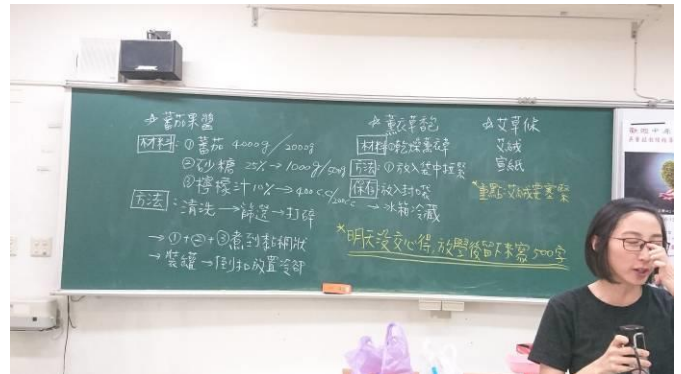 ☆蕃茄果醬
材料:①蕃茄 4000g/2000g
②砂糖 25%→1000g/500g
③檸檬汁10%→400cc/200cc
方法:清洗→篩選→打碎
→①+②+③煮到黏稠狀
→裝罐→倒扣放置冷卻
☆薰衣草包
材料:①乾燥薰衣草
方法:①放入袋中捏緊
保存:放入封口袋
→冰箱冷藏
☆艾草條
艾絨
宣紙
*重點:艾絨要塞緊
*明天沒交心得,放學後留下來寫500字